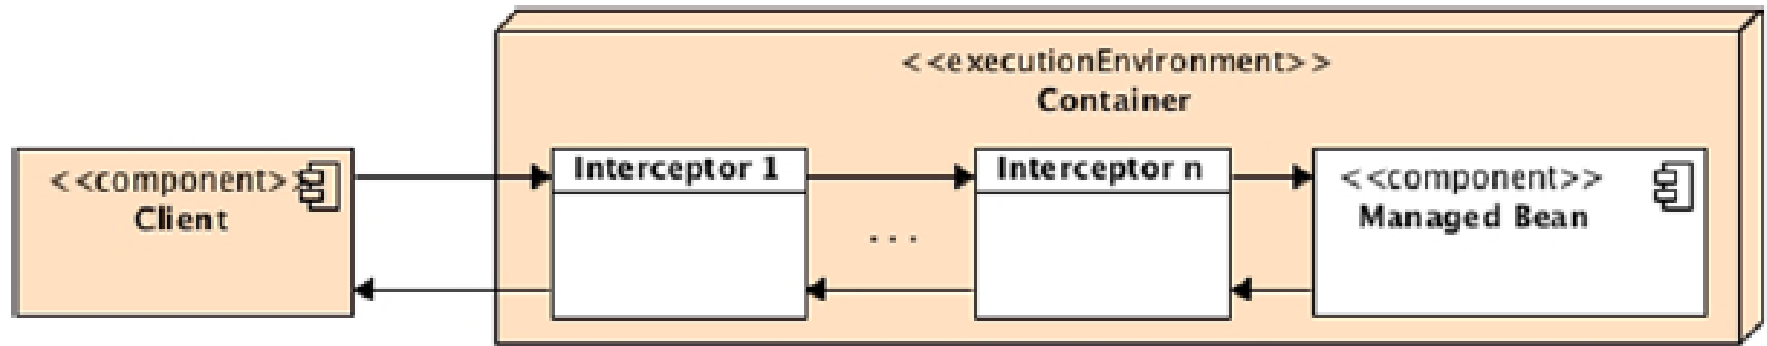 <<executionEnvironment>>
Container
<<component>>
Client
Interceptor 1
...
Interceptor n
<<component>>
Managed Bean